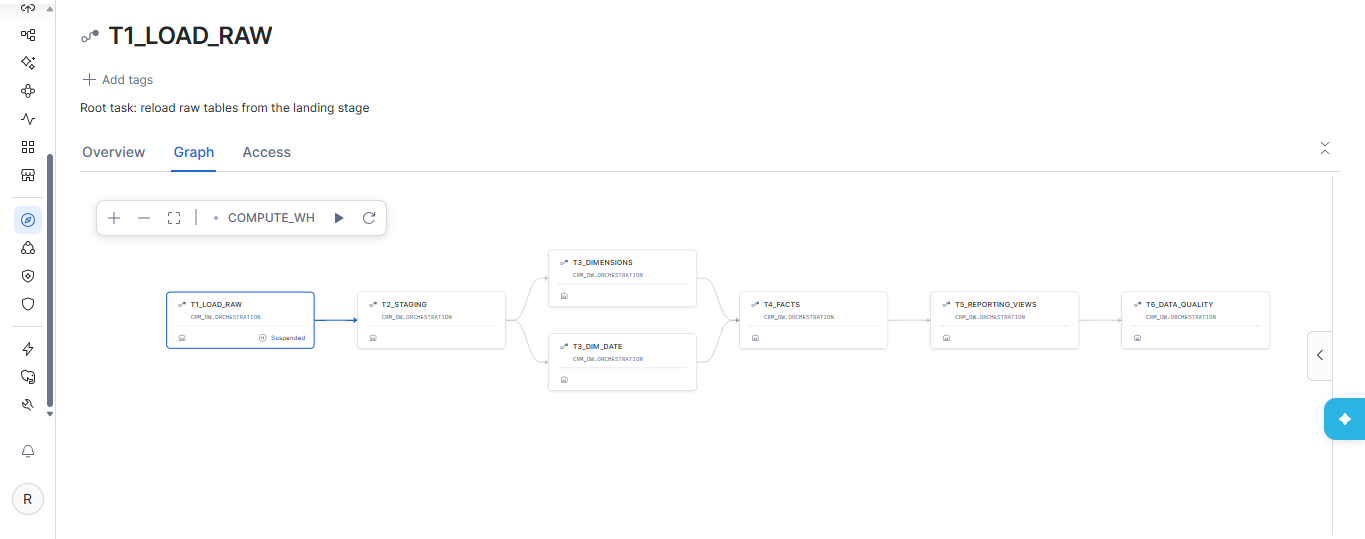 T1_LOAD_RAW
Add tags
Root task: reload raw tables from the landing stage
Overview Graph Access
COMPUTE_WH
T1_LOAD_RAW
CRM_DW.ORCHESTRATION
Suspended
T2_STAGING
CRM_DW.ORCHESTRATION
T3_DIMENSIONS
CRM_DW.ORCHESTRATION
T3_DIM_DATE
CRM_DW.ORCHESTRATION
T4_FACTS
CRM_DW.ORCHESTRATION
T5_REPORTING_VIEWS
CRM_DW.ORCHESTRATION
T6_DATA_QUALITY
CRM_DW.ORCHESTRATION
R